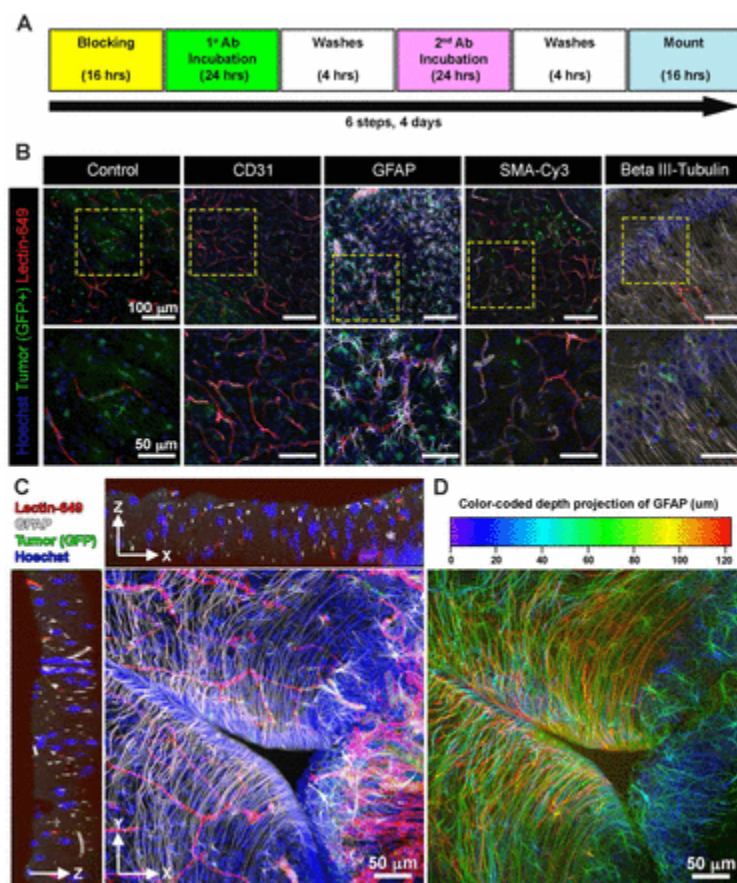 A
Blocking
(16 hrs)
1° Ab
Incubation
(24 hrs)
Washes
(4 hrs)
2nd Ab
Incubation
(24 hrs)
Washes
(4 hrs)
Mount
(16 hrs)
6 steps, 4 days
B
Control
CD31
GFAP
SMA-Cy3
Beta III-Tubulin
Hoechst Tumor (GFP+) Lectin-649
100 µm
50 µm
C
Lectin-649
GFAP
Tumor (GFP)
Hoechst
Z
X
Z
Y
X
50 µm
D
Color-coded depth projection of GFAP (um)
0 20 40 60 80 100 120
50 µm